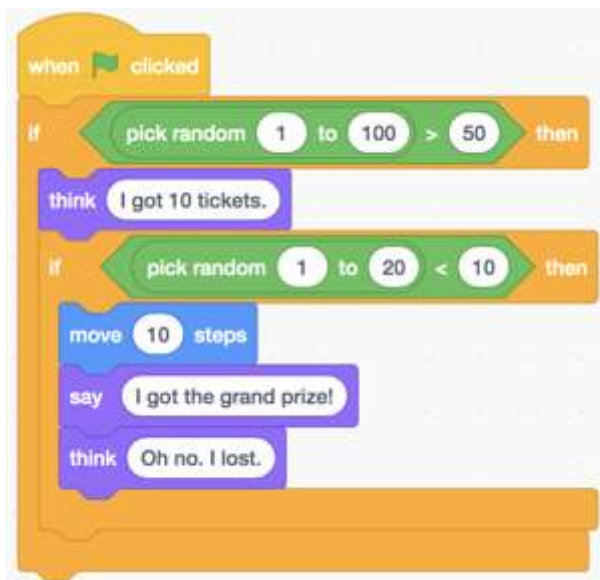 when clicked
if pick random 1 to 100 > 50 then
think I got 10 tickets.
if pick random 1 to 20 < 10 then
move 10 steps
say I got the grand prize!
think Oh no. I lost.